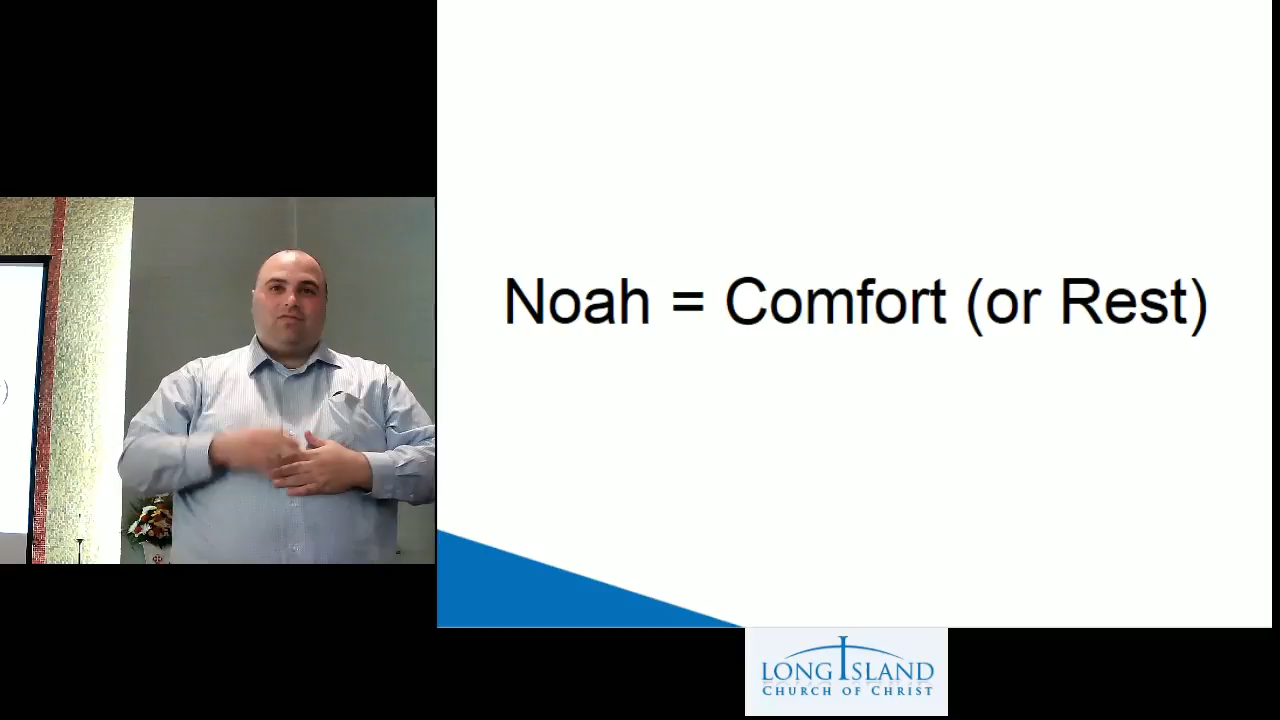 Noah = Comfort (or Rest)
)
LONG ISLAND
CHURCH OF CHRIST